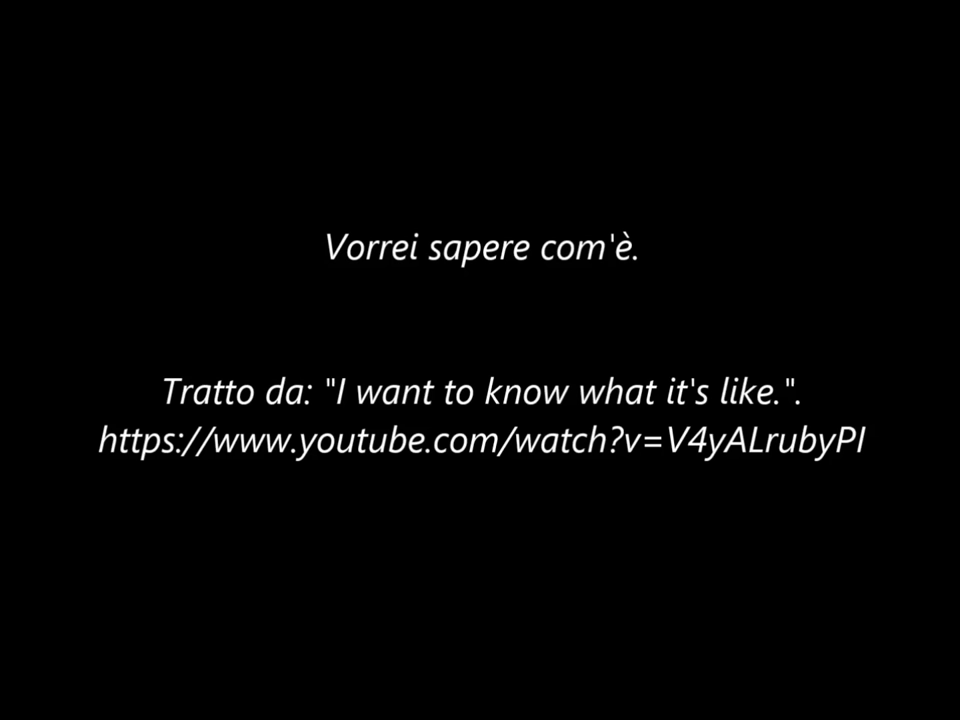 Vorrei sapere com'è.
Tratto da: "I want to know what it's like.".
https://www.youtube.com/watch?v=V4yALrubyPI